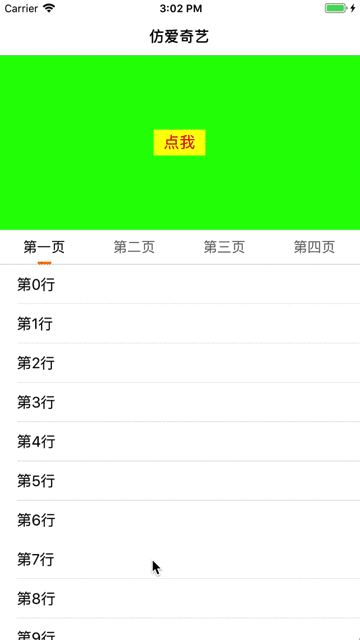 Carrier 3:02 PM
仿爱奇艺
点我
第一页 第二页 第三页 第四页
第0行
第1行
第2行
第3行
第4行
第5行
第6行
第7行
第8行
第9行